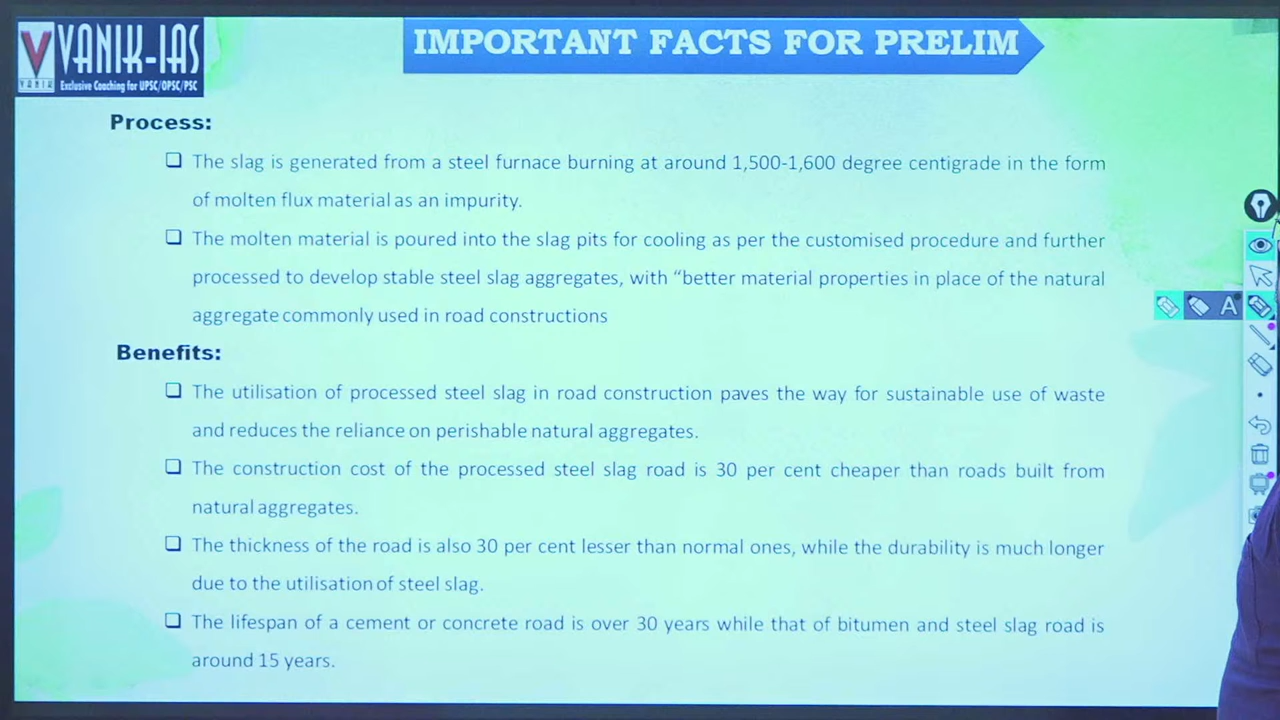 VANIK-IAS
VANIK
Exclusive Coaching for UPSC/OPSC/PSC
IMPORTANT FACTS FOR PRELIM
Process:
The slag is generated from a steel furnace burning at around 1,500-1,600 degree centigrade in the form
of molten flux material as an impurity.
The molten material is poured into the slag pits for cooling as per the customised procedure and further
processed to develop stable steel slag aggregates, with “better material properties in place of the natural
aggregate commonly used in road constructions
Benefits:
The utilisation of processed steel slag in road construction paves the way for sustainable use of waste
and reduces the reliance on perishable natural aggregates.
The construction cost of the processed steel slag road is 30 per cent cheaper than roads built from
natural aggregates.
The thickness of the road is also 30 per cent lesser than normal ones, while the durability is much longer
due to the utilisation of steel slag.
The lifespan of a cement or concrete road is over 30 years while that of bitumen and steel slag road is
around 15 years.
A